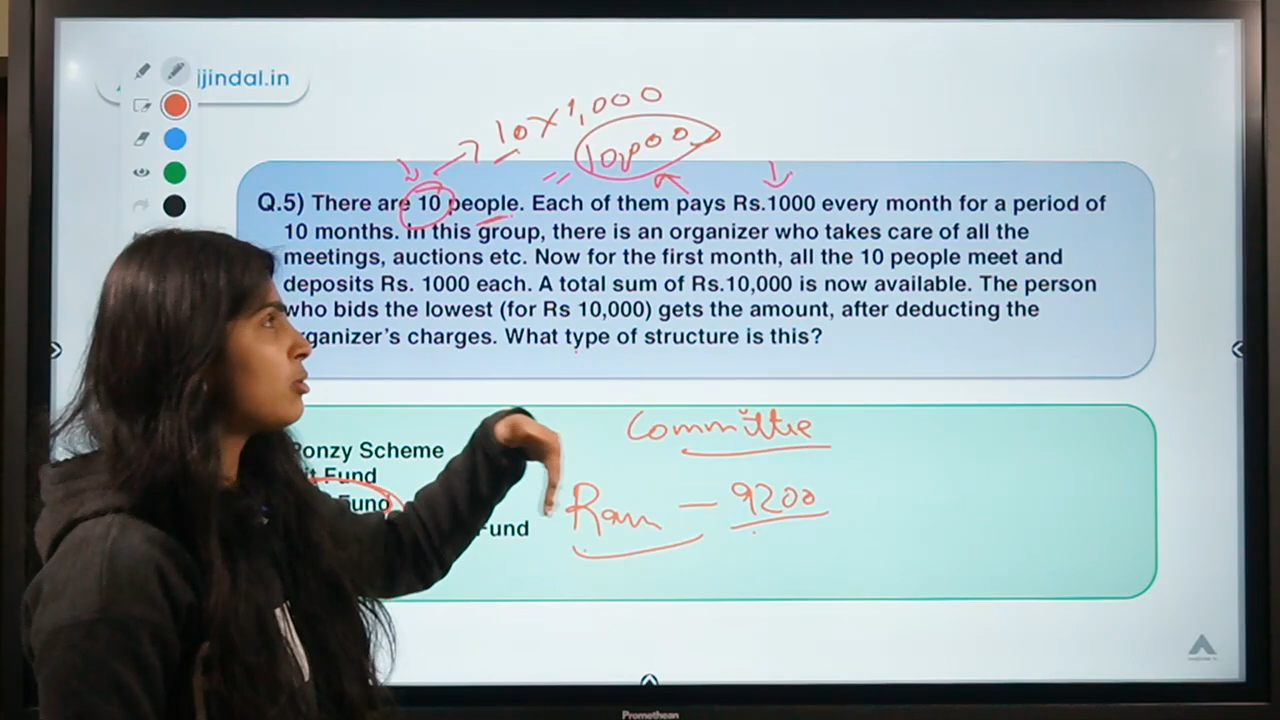 jjindal.in
10 X 1,000
10,000
Q.5) There are 10 people. Each of them pays Rs.1000 every month for a period of
10 months. In this group, there is an organizer who takes care of all the
meetings, auctions etc. Now for the first month, all the 10 people meet and
deposits Rs. 1000 each. A total sum of Rs.10,000 is now available. The person
who bids the lowest (for Rs 10,000) gets the amount, after deducting the
rganizer's charges. What type of structure is this?
Committee
Ponzy Scheme
Fund
Ram - 9200
Fund
Fund
Promethean